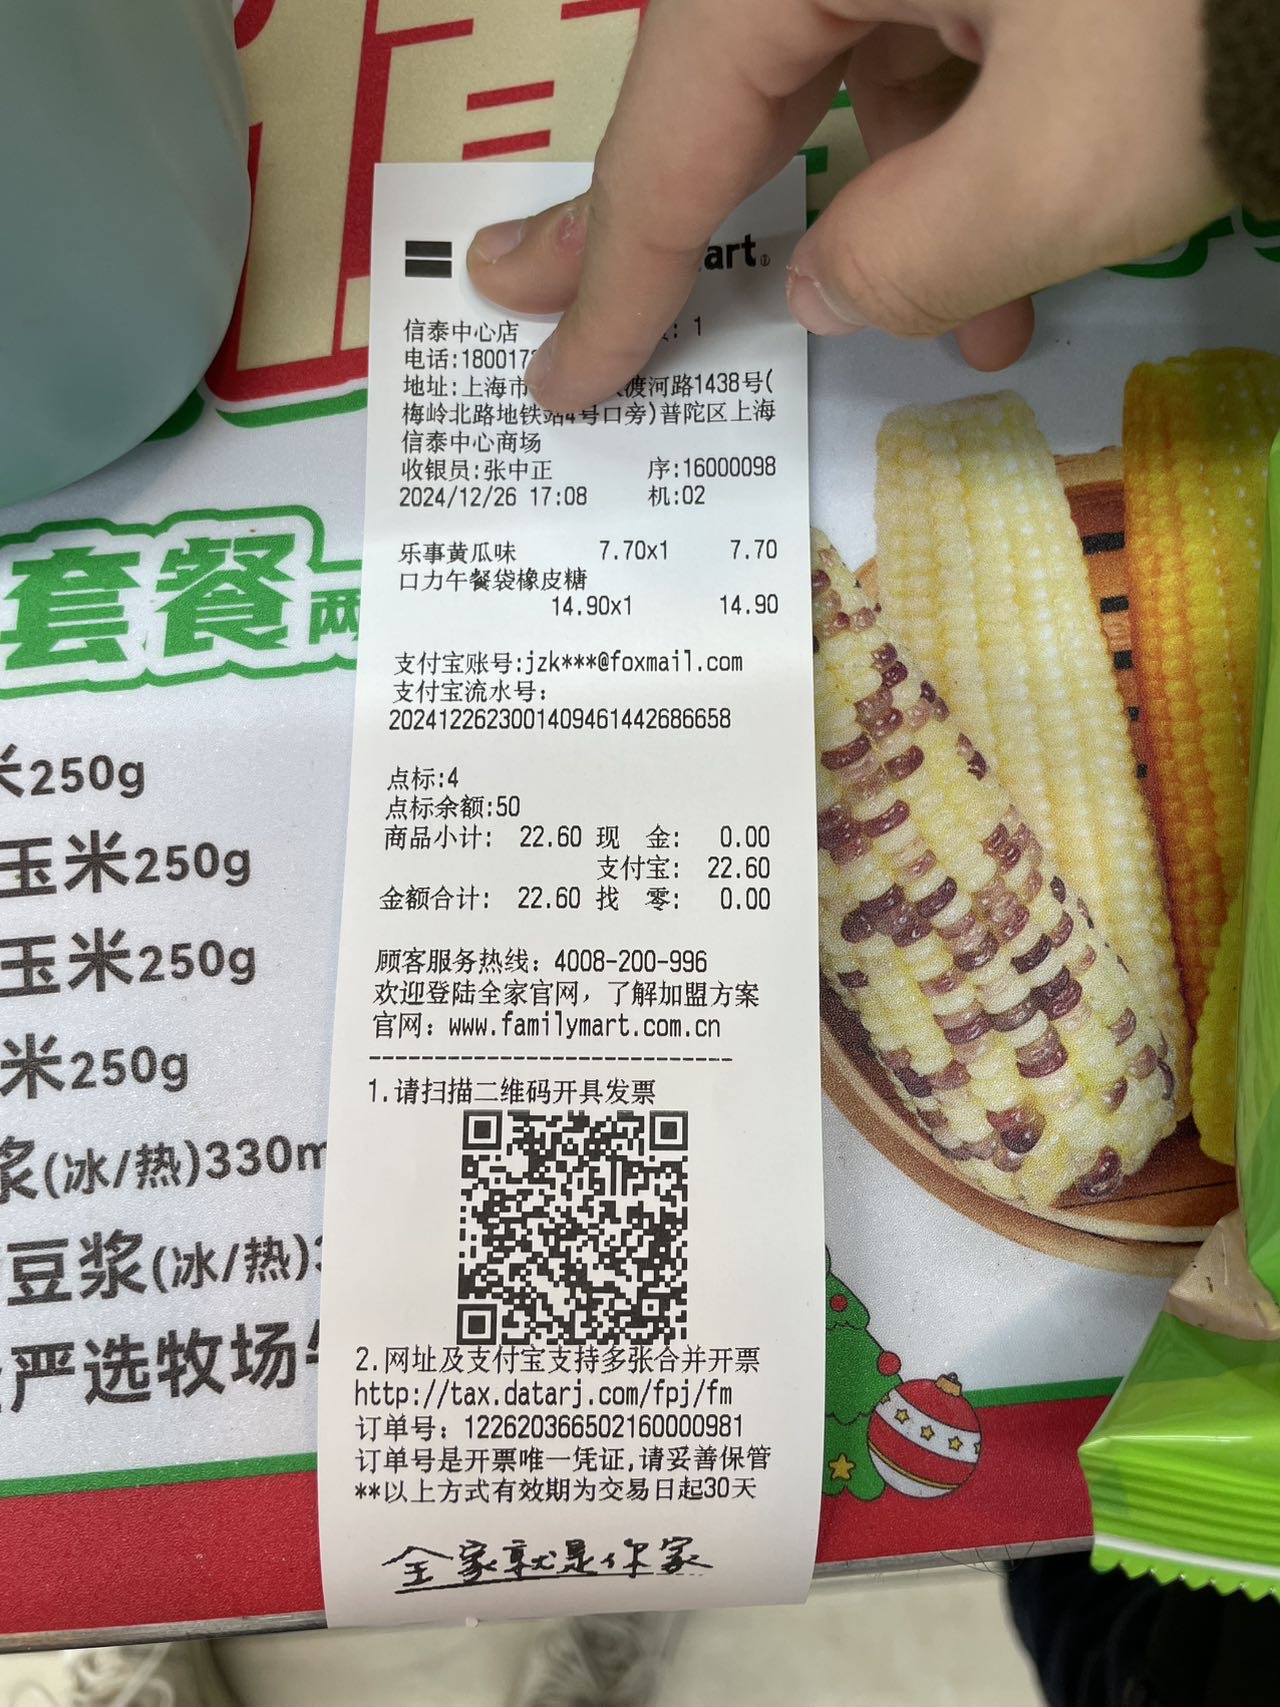 art
信泰中心店 : 1
电话:180017
地址:上海市 渡河路1438号(
梅岭北路地铁站4号口旁)普陀区上海
信泰中心商场
收银员:张中正 序:16000098
2024/12/26 17:08 机:02
乐事黄瓜味 7.70x1 7.70
口力午餐袋橡皮糖
14.90x1 14.90
支付宝账号:jzk***@foxmail.com
支付宝流水号:
2024122623001409461442686658
点标:4
点标余额:50
商品小计: 22.60 现 金: 0.00
支付宝: 22.60
金额合计: 22.60 找 零: 0.00
顾客服务热线: 4008-200-996
欢迎登陆全家官网，了解加盟方案
官网: www.familymart.com.cn
--------------------------------
1.请扫描二维码开具发票
2.网址及支付宝支持多张合并开票
http://tax.datarj.com/fpj/fm
订单号: 122620366502160000981
订单号是开票唯一凭证,请妥善保管
**以上方式有效期为交易日起30天
全家就是你家
套餐两
米250g
玉米250g
玉米250g
米250g
浆(冰/热)330m
豆浆(冰/热)
严选牧场